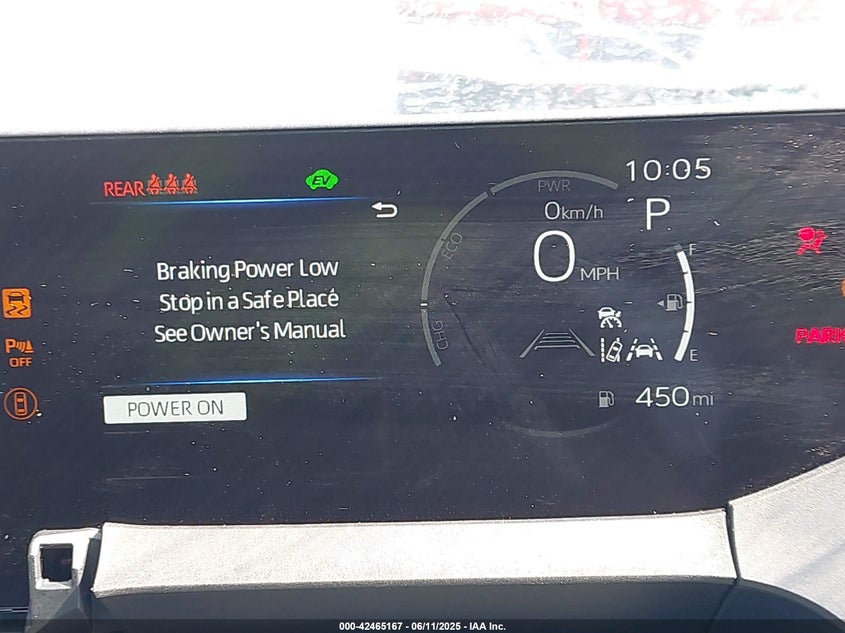 REAR
EV
PWR
10:05
0km/h
P
ECO
0 MPH
F
Braking Power Low
Stop in a Safe Place
See Owner's Manual
CHG
E
P
OFF
PARK
POWER ON
450mi
000-42465167 - 06/11/2025 - IAA Inc.